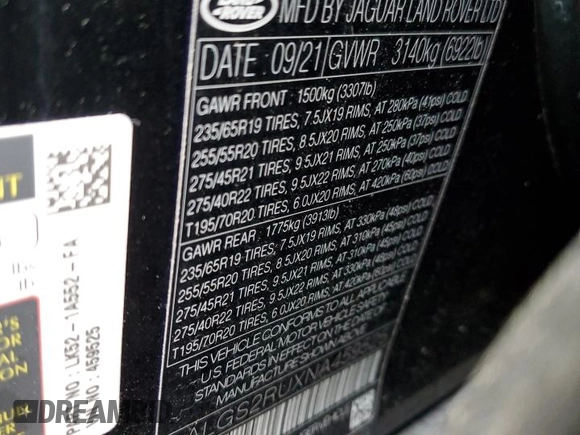 LAND
ROVER
MFD BY JAGUAR LAND ROVER LTD
DATE 09/21 GVWR 3140kg (6922lb)
GAWR FRONT 1500kg (3307lb)
235/65R19 TIRES, 7.5JX19 RIMS, AT 280kPa (41psi) COLD
255/55R20 TIRES, 8.5JX20 RIMS, AT 250kPa (37psi) COLD
275/45R21 TIRES, 9.5JX21 RIMS, AT 250kPa (37psi) COLD
275/40R22 TIRES, 9.5JX22 RIMS, AT 270kPa (40psi) COLD
T195/70R20 TIRES, 6.0JX20 RIMS, AT 420kPa (60psi) COLD
GAWR REAR 1775kg (3913lb)
235/65R19 TIRES, 7.5JX19 RIMS, AT 330kPa (48psi) COLD
255/55R20 TIRES, 8.5JX20 RIMS, AT 310kPa (45psi) COLD
275/45R21 TIRES, 9.5JX21 RIMS, AT 310kPa (45psi) COLD
275/40R22 TIRES, 9.5JX22 RIMS, AT 330kPa (48psi) COLD
T195/70R20 TIRES, 6.0JX20 RIMS, AT 420kPa (60psi) COLD
THIS VEHICLE CONFORMS TO ALL APPLICABLE
U.S. FEDERAL MOTOR VEHICLE SAFETY
STANDARDS IN EFFECT ON THE DATE OF
MANUFACTURE SHOWN ABOVE
LK52-1A552-FA
NO: 459525
DREAMBID